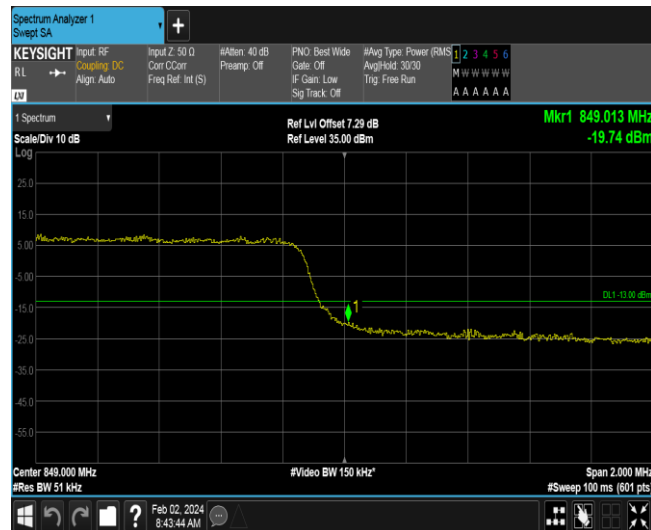 Spectrum Analyzer 1
Swept SA
KEYSIGHT
RL
LXI
Input: RF
Coupling: DC
Align: Auto
Input Z: 50 Ω
Corr CCorr
Freq Ref: Int (S)
#Atten: 40 dB
Preamp: Off
PNO: Best Wide
Gate: Off
IF Gain: Low
Sig Track: Off
#Avg Type: Power (RMS
Avg|Hold: 30/30
Trig: Free Run
1 2 3 4 5 6
M W W W W W
A A A A A A
1 Spectrum
Scale/Div 10 dB
Log
Ref Lvl Offset 7.29 dB
Ref Level 35.00 dBm
Mkr1 849.013 MHz
-19.74 dBm
25.0
15.0
5.00
-5.00
DL1 -13.00 dBm
1
-15.0
-25.0
-35.0
-45.0
-55.0
Center 849.000 MHz
#Res BW 51 kHz
#Video BW 150 kHz*
Span 2.000 MHz
#Sweep 100 ms (601 pts)
?
Feb 02, 2024
8:43:44 AM